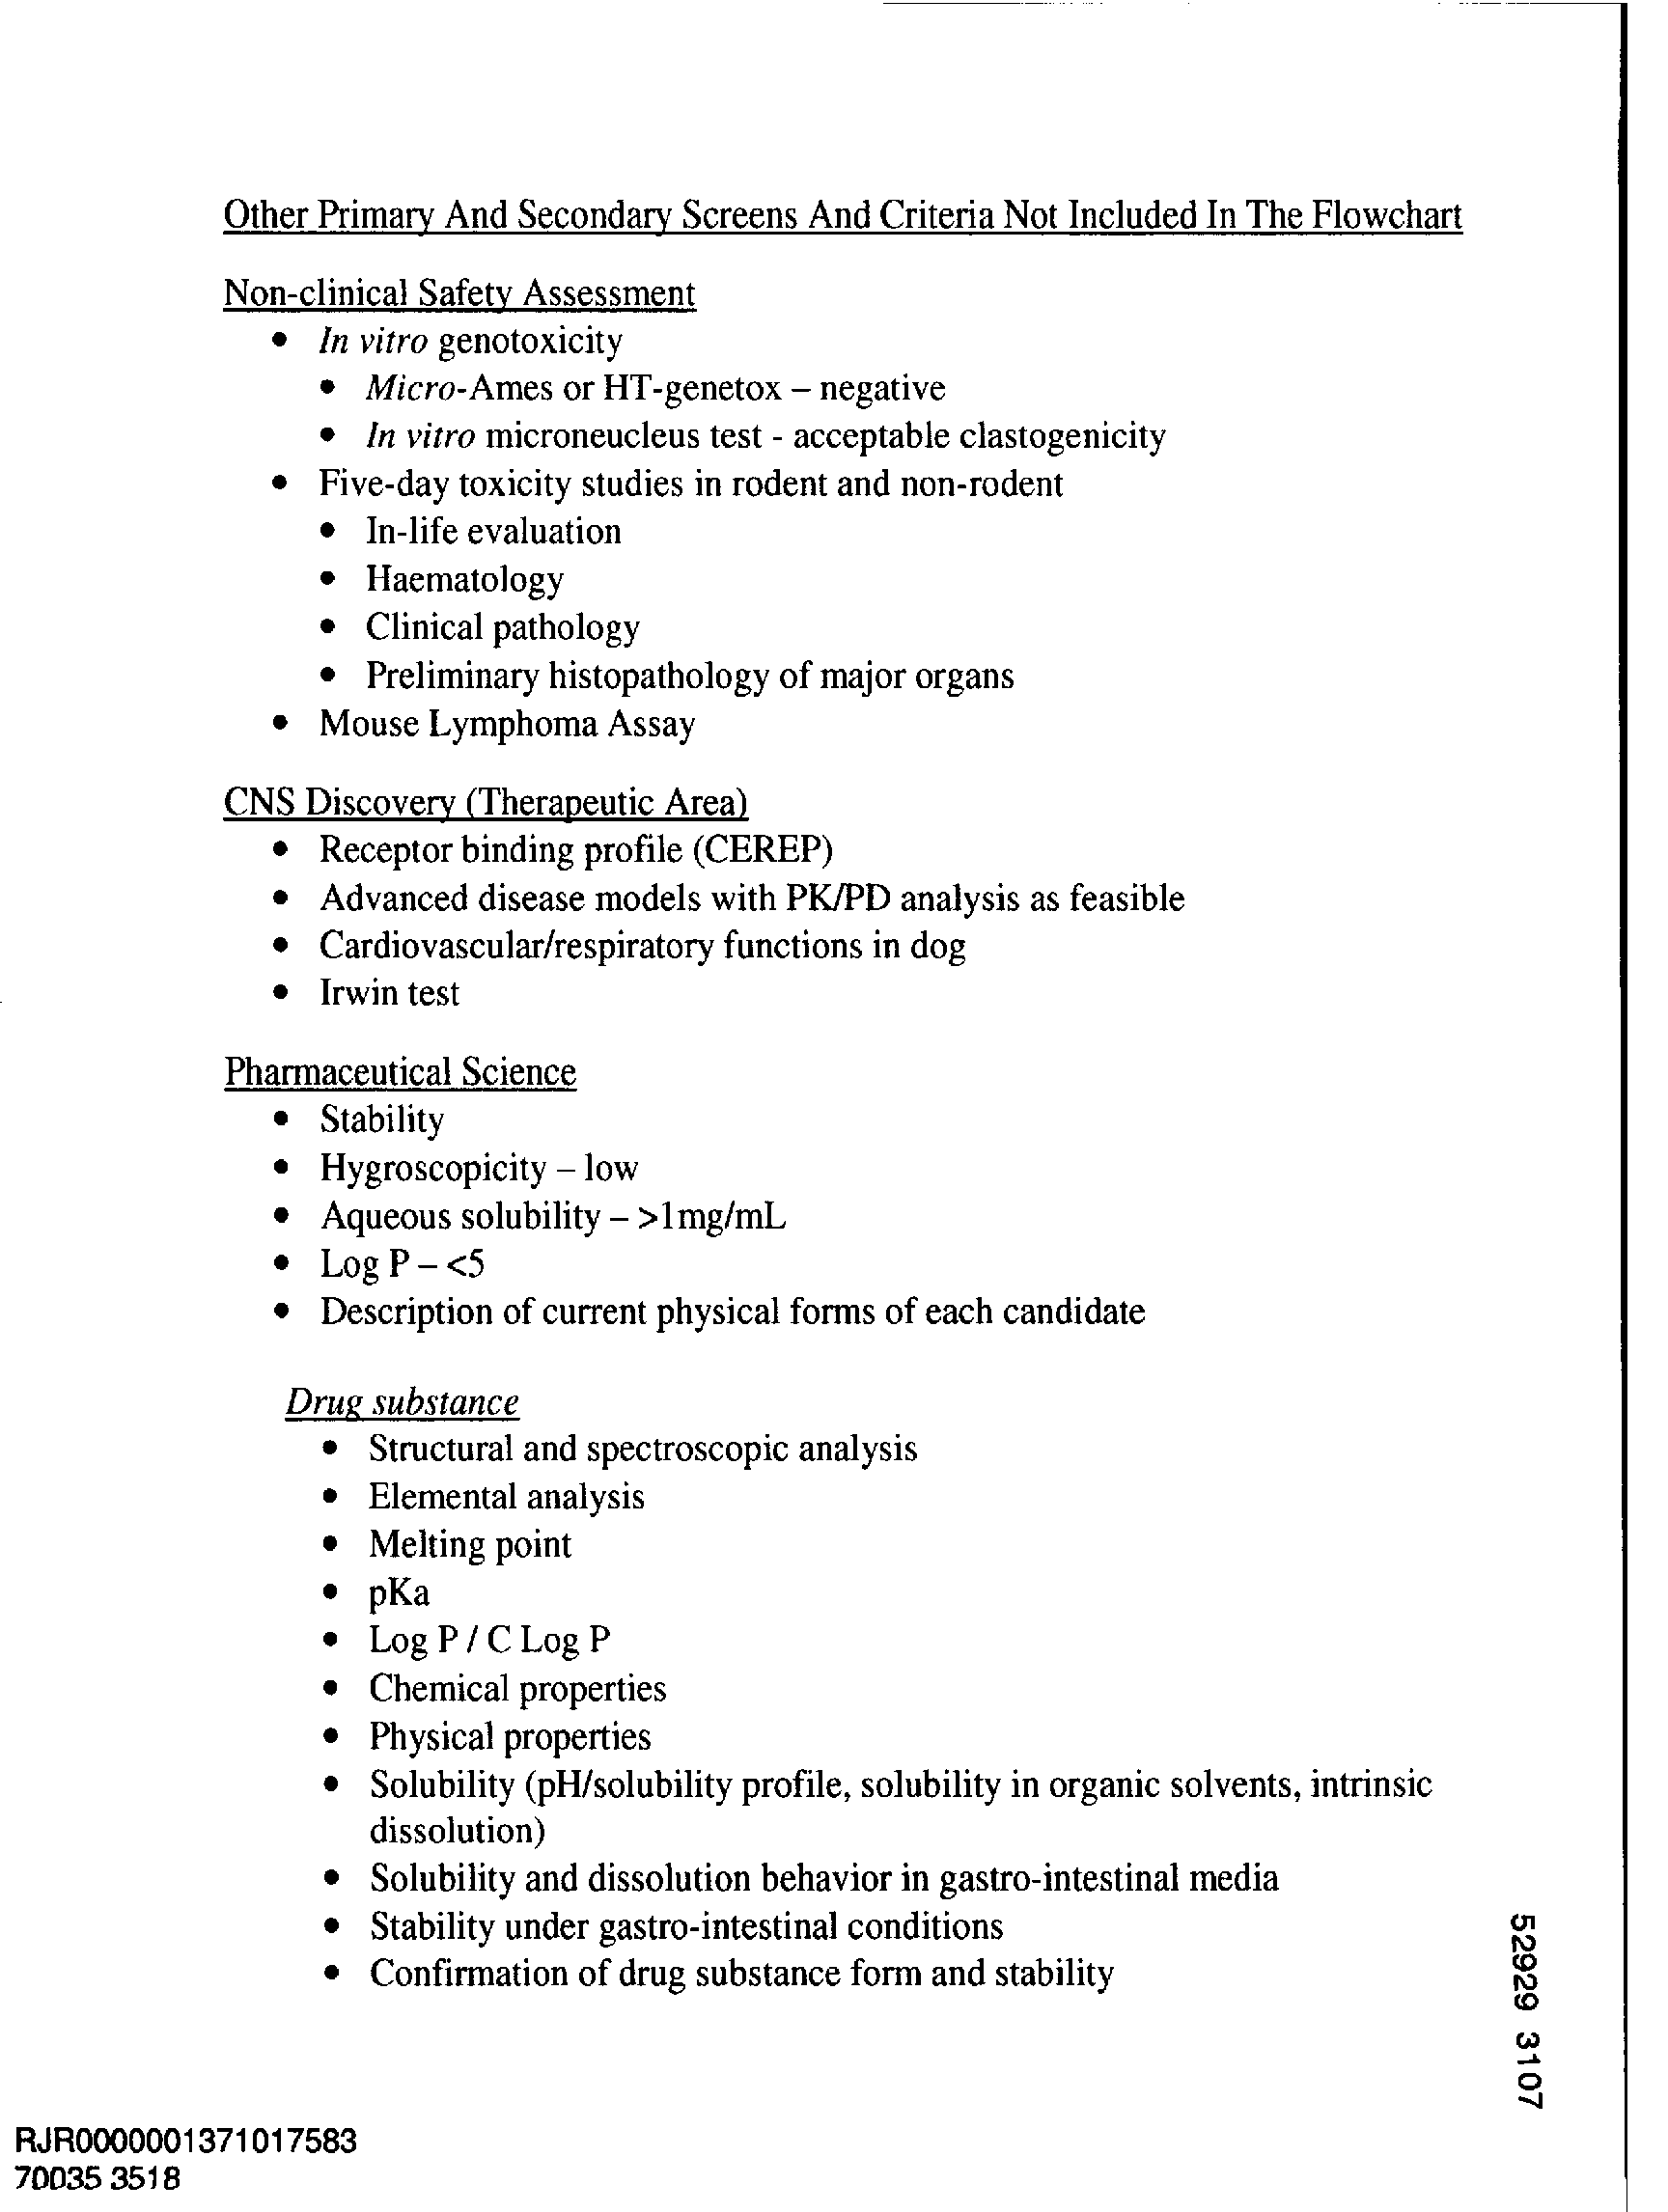 Other Primary And Secondary Screens And Criteria Not Included In The Flowchart
Non-clinical Safety Assessment
• In vitro genotoxicity
• Micro-Ames or HT-genetox – negative
• In vitro microneucleus test - acceptable clastogenicity
• Five-day toxicity studies in rodent and non-rodent
• In-life evaluation
• Haematology
• Clinical pathology
• Preliminary histopathology of major organs
• Mouse Lymphoma Assay
CNS Discovery (Therapeutic Area)
• Receptor binding profile (CEREP)
• Advanced disease models with PK/PD analysis as feasible
• Cardiovascular/respiratory functions in dog
• Irwin test
Pharmaceutical Science
• Stability
• Hygroscopicity – low
• Aqueous solubility – >1mg/mL
• Log P – <5
• Description of current physical forms of each candidate
Drug substance
• Structural and spectroscopic analysis
• Elemental analysis
• Melting point
• pKa
• Log P / C Log P
• Chemical properties
• Physical properties
• Solubility (pH/solubility profile, solubility in organic solvents, intrinsic
dissolution)
• Solubility and dissolution behavior in gastro-intestinal media
• Stability under gastro-intestinal conditions
• Confirmation of drug substance form and stability
52929 3107
RJR0000001371017583
70035 3518